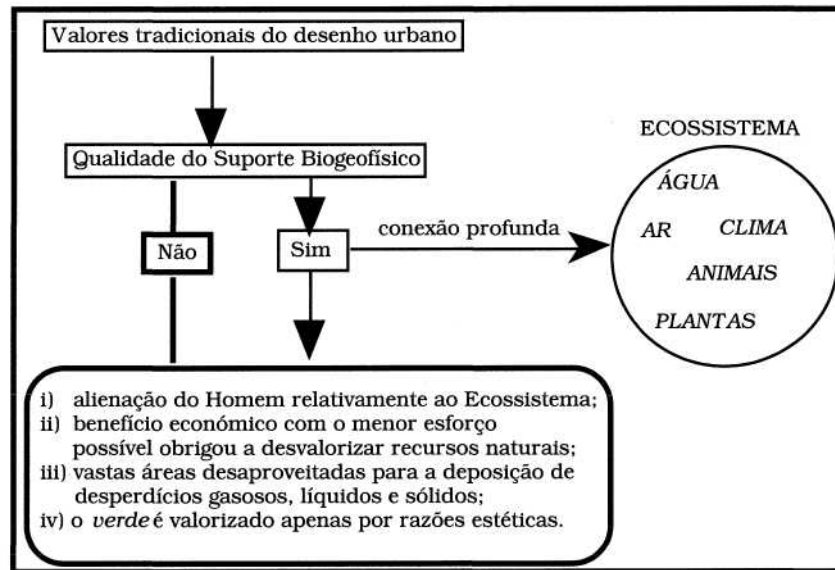 Valores tradicionais do desenho urbano
Qualidade do Suporte Biogeofísico
Não
Sim
conexão profunda
ECOSSISTEMA
ÁGUA
AR CLIMA
ANIMAIS
PLANTAS
i) alienação do Homem relativamente ao Ecossistema;
ii) benefício económico com o menor esforço
possível obrigou a desvalorizar recursos naturais;
iii) vastas áreas desaproveitadas para a deposição de
desperdícios gasosos, líquidos e sólidos;
iv) o verde é valorizado apenas por razões estéticas.